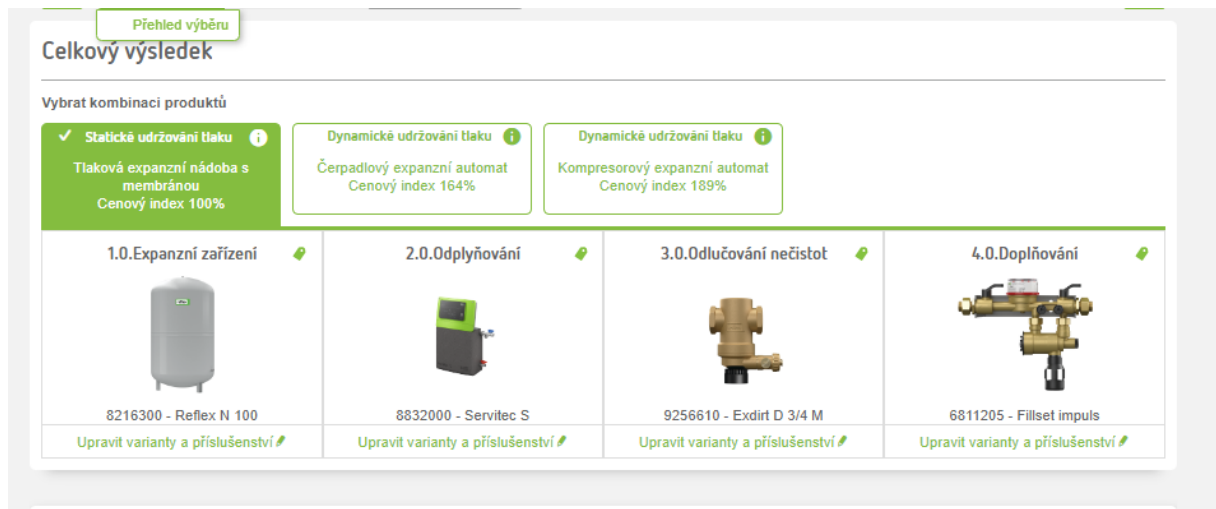 Přehled výběru
Celkový výsledek
Vybrat kombinaci produktů
Statické udržování tlaku
Tlaková expanzní nádoba s
membránou
Cenový index 100%
Dynamické udržování tlaku
Čerpadlový expanzní automat
Cenový index 164%
Dynamické udržování tlaku
Kompresorový expanzní automat
Cenový index 189%
1.0.Expanzní zařízení
8216300 - Reflex N 100
Upravit varianty a příslušenství
2.0.Odplyňování
8832000 - Servitec S
Upravit varianty a příslušenství
3.0.Odlučování nečistot
9256610 - Exdirt D 3/4 M
Upravit varianty a příslušenství
4.0.Doplňování
6811205 - Fillset impuls
Upravit varianty a příslušenství